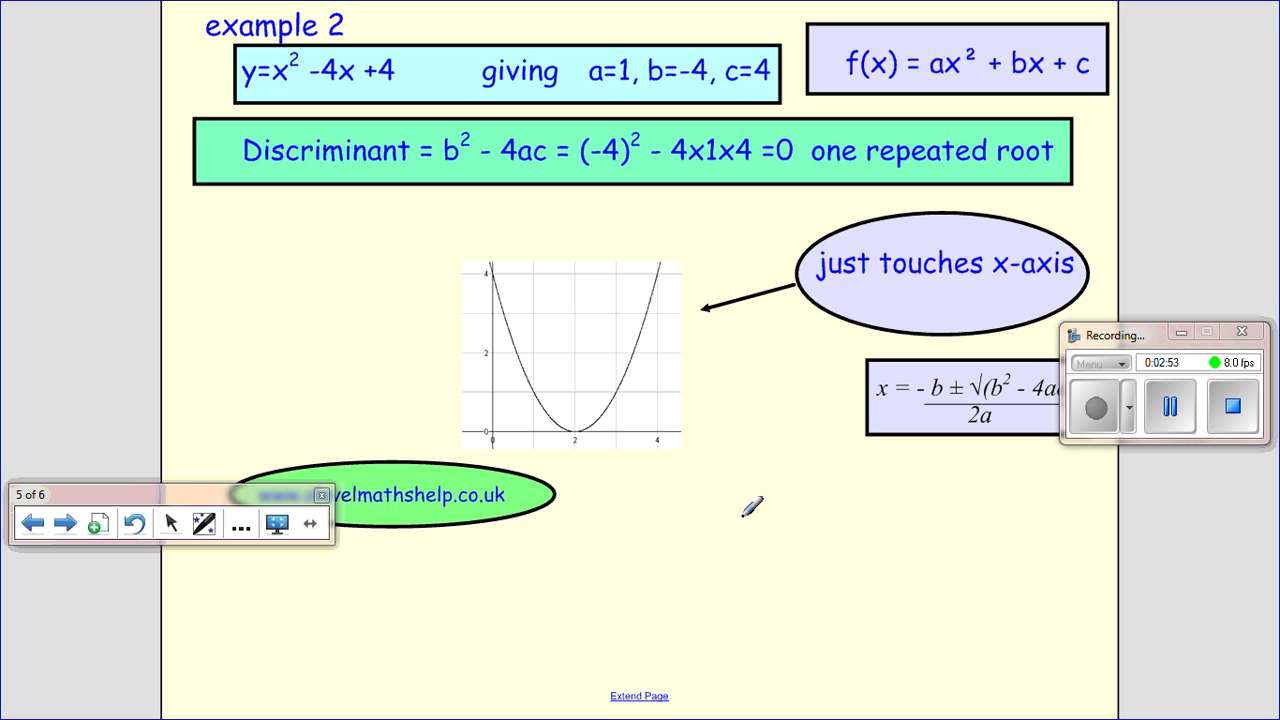 example 2
y=x² -4x +4 giving a=1, b=-4, c=4
f(x) = ax² + bx + c
Discriminant = b² - 4ac = (-4)² - 4x1x4 =0 one repeated root
just touches x-axis
4
2
0
0 2 4
Recording...
Menu 0:02:53 8.0 fps
x = - b ± √(b² - 4a
2a
5 of 6
velmathshelp.co.uk
...
Extend Page